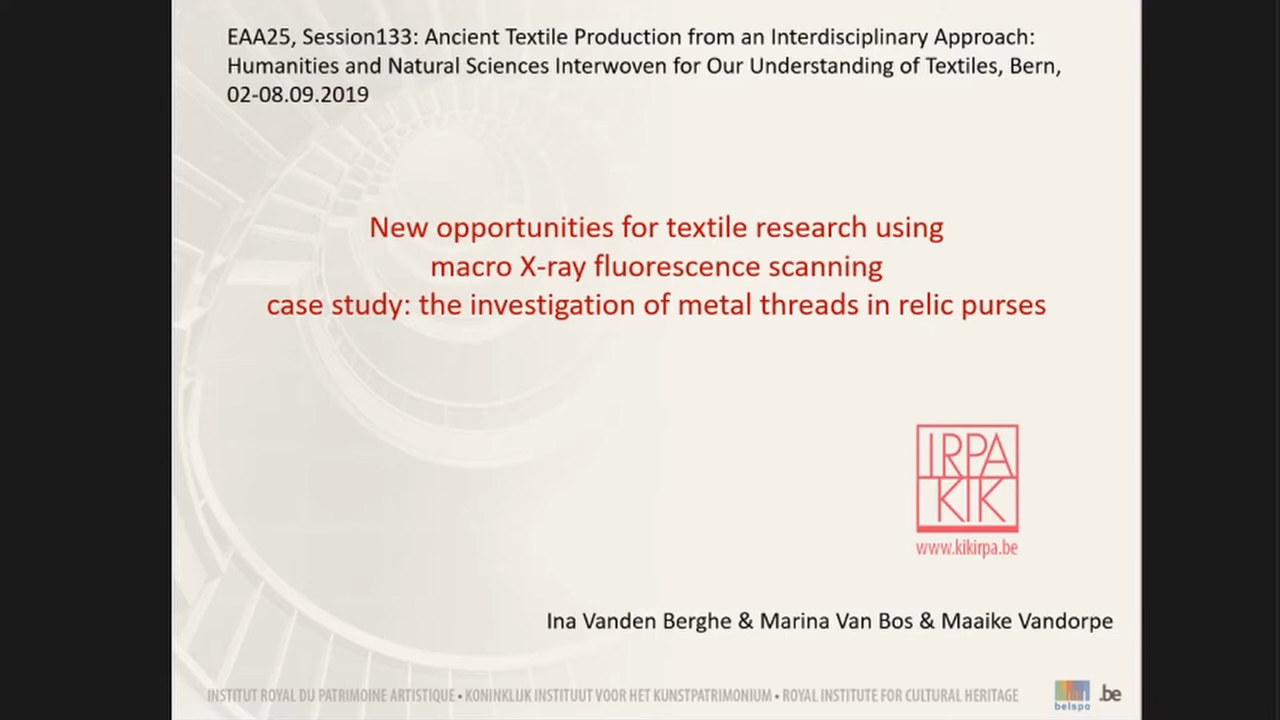 EAA25, Session133: Ancient Textile Production from an Interdisciplinary Approach:
Humanities and Natural Sciences Interwoven for Our Understanding of Textiles, Bern,
02-08.09.2019
New opportunities for textile research using
macro X-ray fluorescence scanning
case study: the investigation of metal threads in relic purses
IRPA
KIK
www.kikirpa.be
Ina Vanden Berghe & Marina Van Bos & Maaike Vandorpe
INSTITUT ROYAL DU PATRIMOINE ARTISTIQUE • KONINKLIJK INSTITUUT VOOR HET KUNSTPATRIMONIUM • ROYAL INSTITUTE FOR CULTURAL HERITAGE
belspo
.be